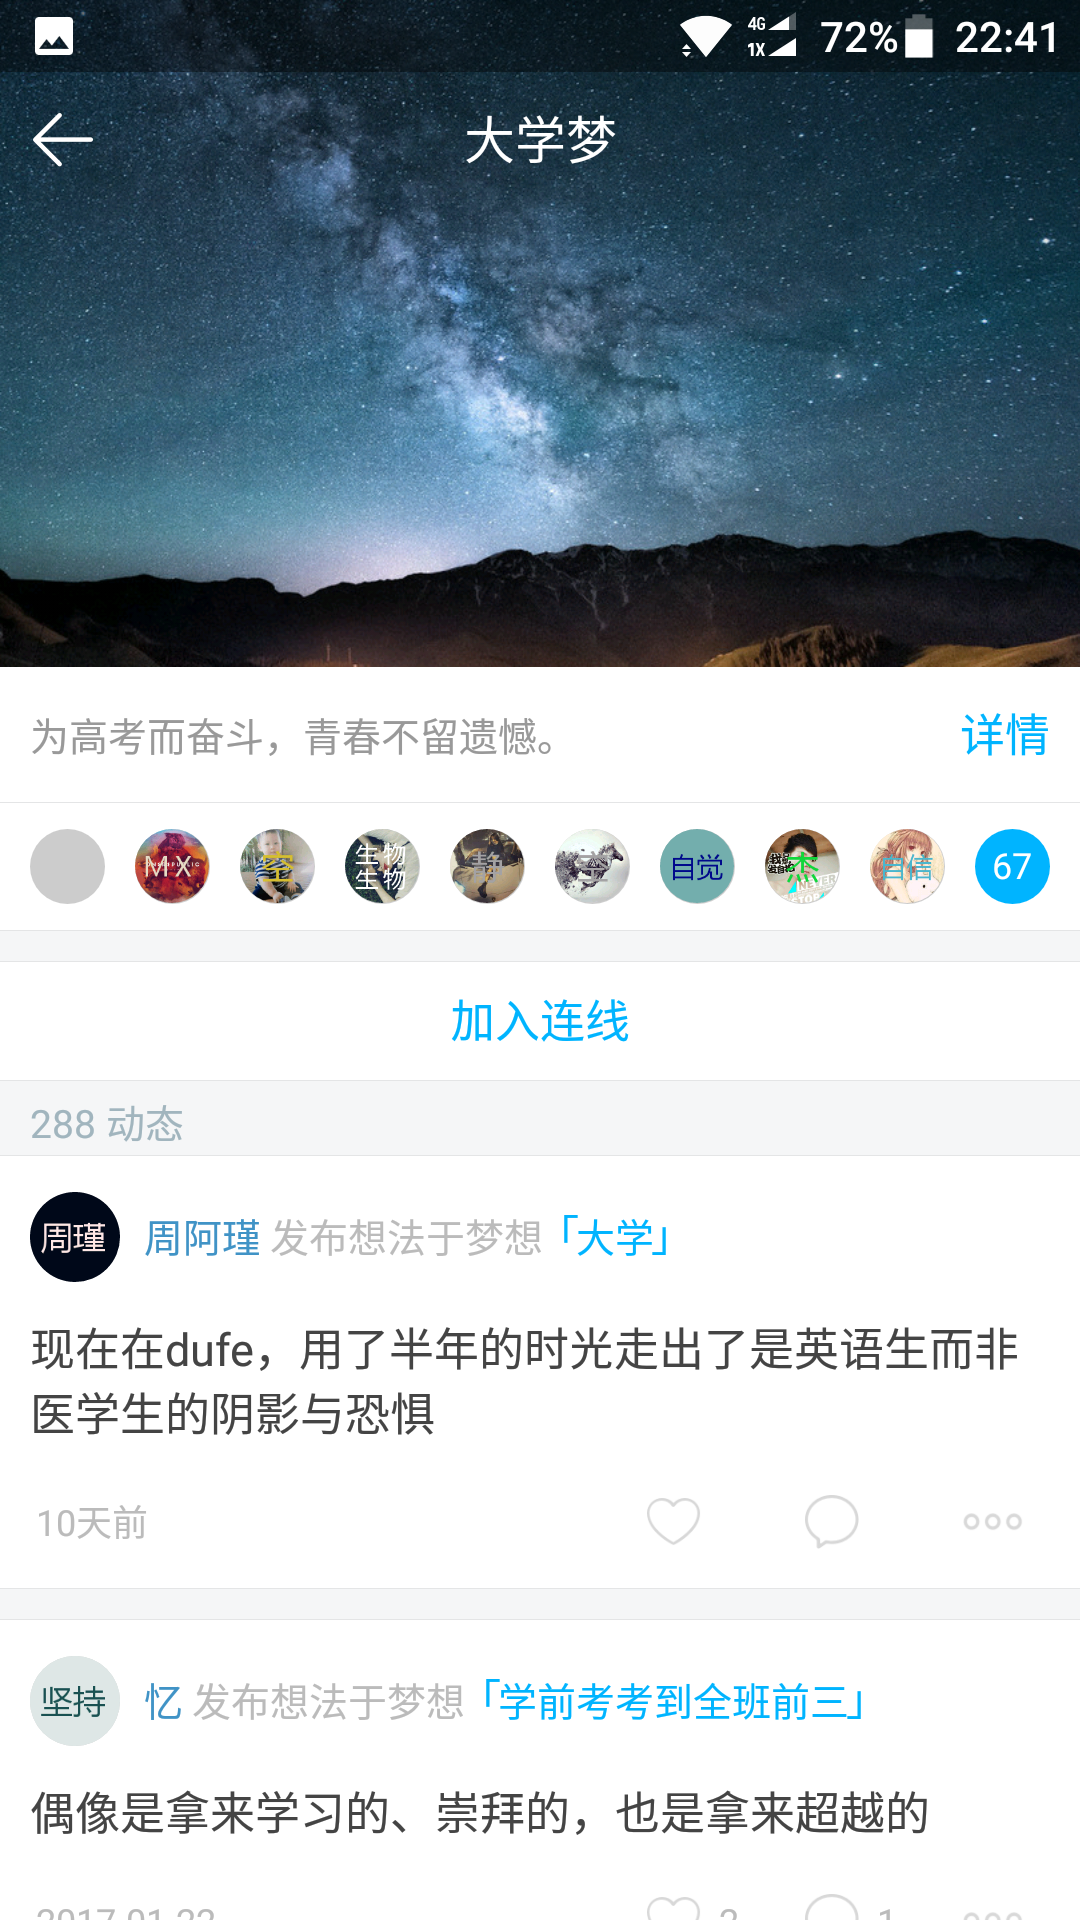 4G
1X
72%
22:41
大学梦
为高考而奋斗，青春不留遗憾。
详情
MX
空
生物
生物
静
自觉
杰
自信
67
加入连线
288 动态
周瑾
周阿瑾 发布想法于梦想「大学」
现在在dufe，用了半年的时光走出了是英语生而非
医学生的阴影与恐惧
10天前
坚持
忆 发布想法于梦想「学前考考到全班前三」
偶像是拿来学习的、崇拜的，也是拿来超越的